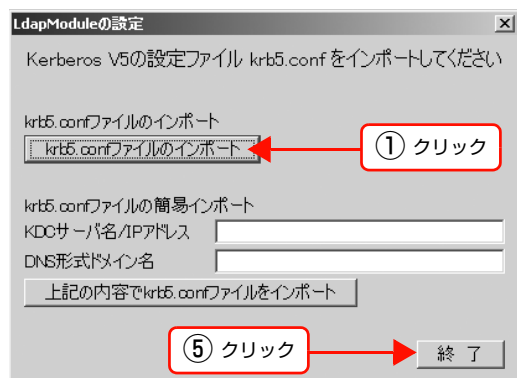 LdapModuleの設定
Kerberos V5の設定ファイル krb5.conf をインポートしてください
krb5.confファイルのインポート
krb5.confファイルのインポート
① クリック
krb5.confファイルの簡易インポート
KDCサーバ名/IPアドレス
DNS形式ドメイン名
上記の内容でkrb5.confファイルをインポート
⑤ クリック
終 了